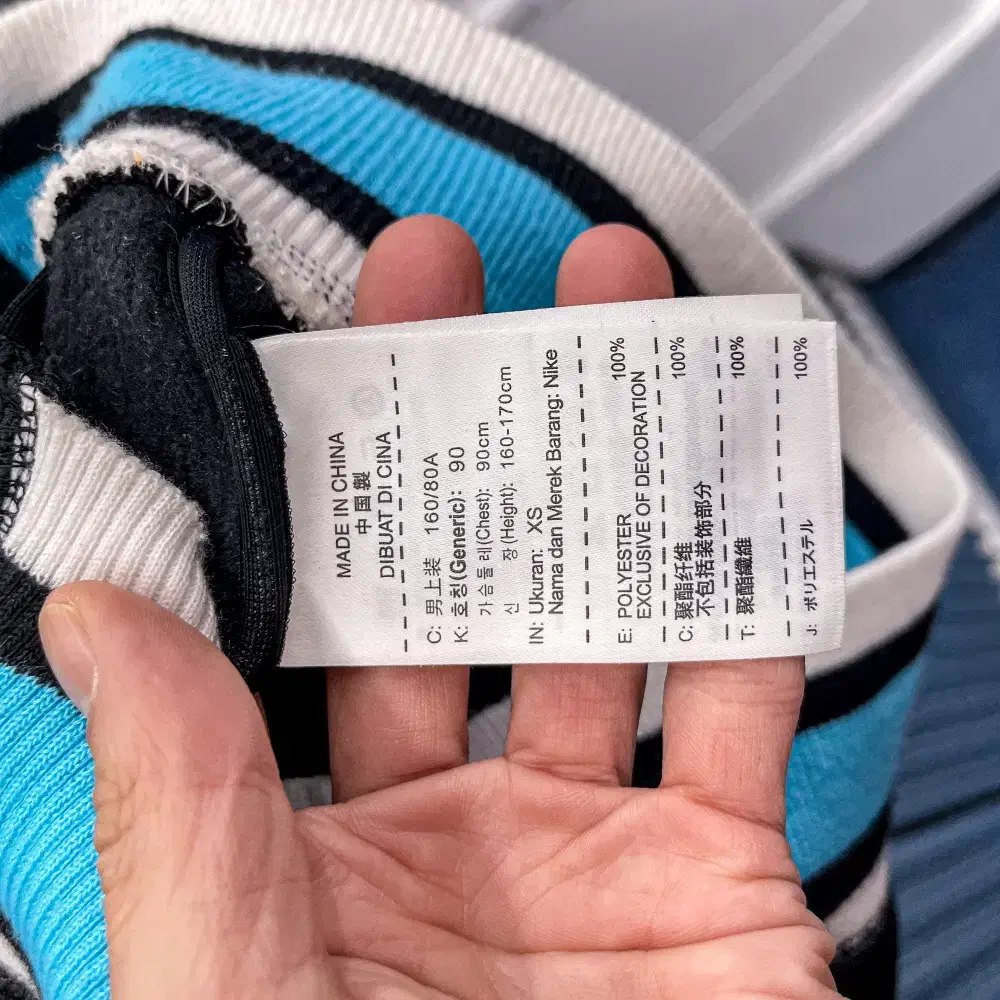 MADE IN CHINA
中国製
DIBUAT DI CINA
C: 男上装 160/80A
K: 호칭(Generic): 90
가슴둘레(Chest): 90cm
신 장(Height): 160-170cm
IN: Ukuran: XS
Nama dan Merek Barang: Nike
E: POLYESTER 100%
EXCLUSIVE OF DECORATION
C: 聚酯纤维 100%
不包括装饰部分
T: 聚酯纖維 100%
J: ポリエステル 100%